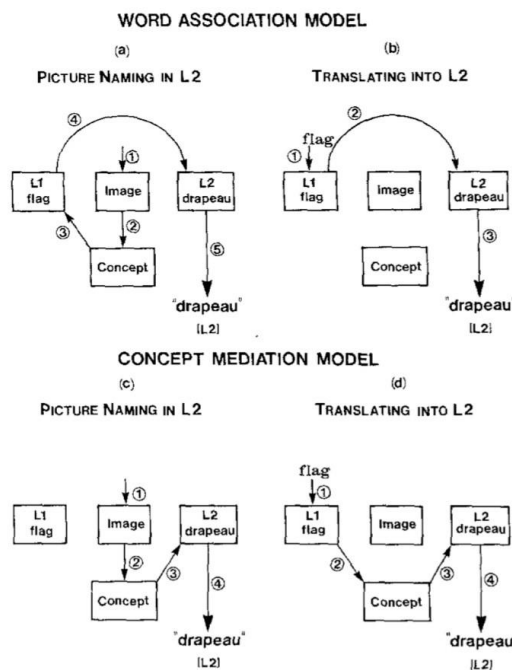 WORD ASSOCIATION MODEL
(a)
PICTURE NAMING IN L2
④
①
L1
flag
Image
L2
drapeau
③
②
⑤
Concept
"drapeau"
[L2]
(b)
TRANSLATING INTO L2
②
flag
①
L1
flag
Image
L2
drapeau
③
Concept
"drapeau"
[L2]
CONCEPT MEDIATION MODEL
(c)
PICTURE NAMING IN L2
①
L1
flag
Image
L2
drapeau
②
③
④
Concept
"drapeau"
[L2]
(d)
TRANSLATING INTO L2
flag
①
L1
flag
Image
L2
drapeau
②
③
④
Concept
"drapeau"
[L2]